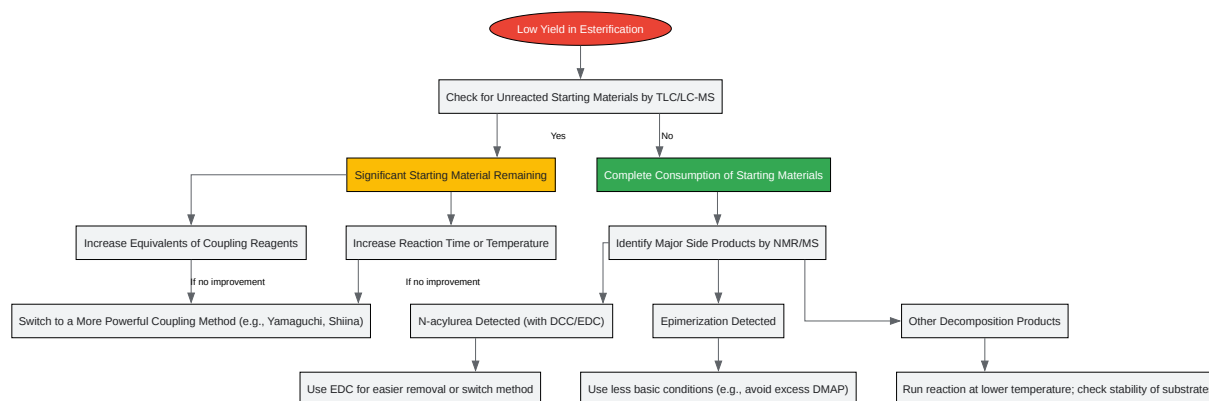 Low Yield in Esterification
Check for Unreacted Starting Materials by TLC/LC-MS
Yes
No
Significant Starting Material Remaining
Complete Consumption of Starting Materials
Increase Equivalents of Coupling Reagents
Increase Reaction Time or Temperature
Identify Major Side Products by NMR/MS
If no improvement
If no improvement
Switch to a More Powerful Coupling Method (e.g., Yamaguchi, Shiina)
N-acylurea Detected (with DCC/EDC)
Epimerization Detected
Other Decomposition Products
Use EDC for easier removal or switch method
Use less basic conditions (e.g., avoid excess DMAP)
Run reaction at lower temperature; check stability of substrates